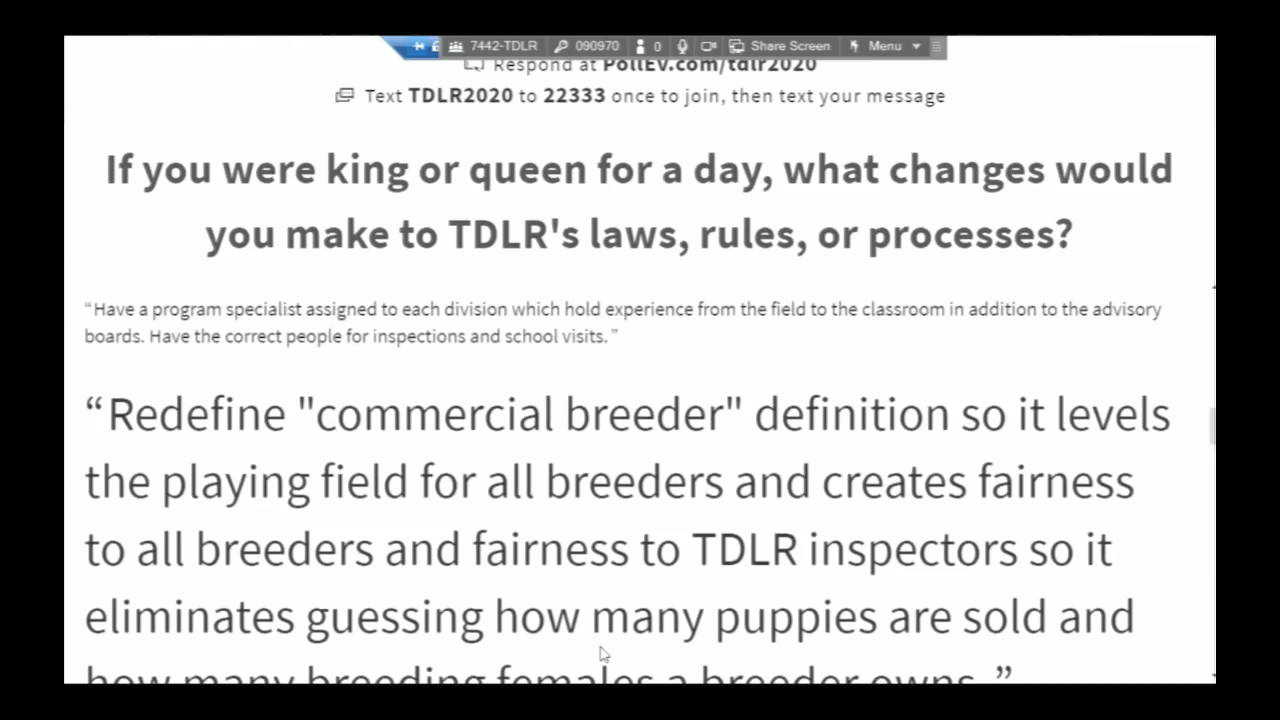 7442-TDLR 090970 0 Share Screen Menu
Respond at PollEv.com/tdlr2020
Text TDLR2020 to 22333 once to join, then text your message
If you were king or queen for a day, what changes would
you make to TDLR's laws, rules, or processes?
“Have a program specialist assigned to each division which hold experience from the field to the classroom in addition to the advisory
boards. Have the correct people for inspections and school visits.”
“Redefine "commercial breeder" definition so it levels
the playing field for all breeders and creates fairness
to all breeders and fairness to TDLR inspectors so it
eliminates guessing how many puppies are sold and
how many breeding females a breeder owns.”